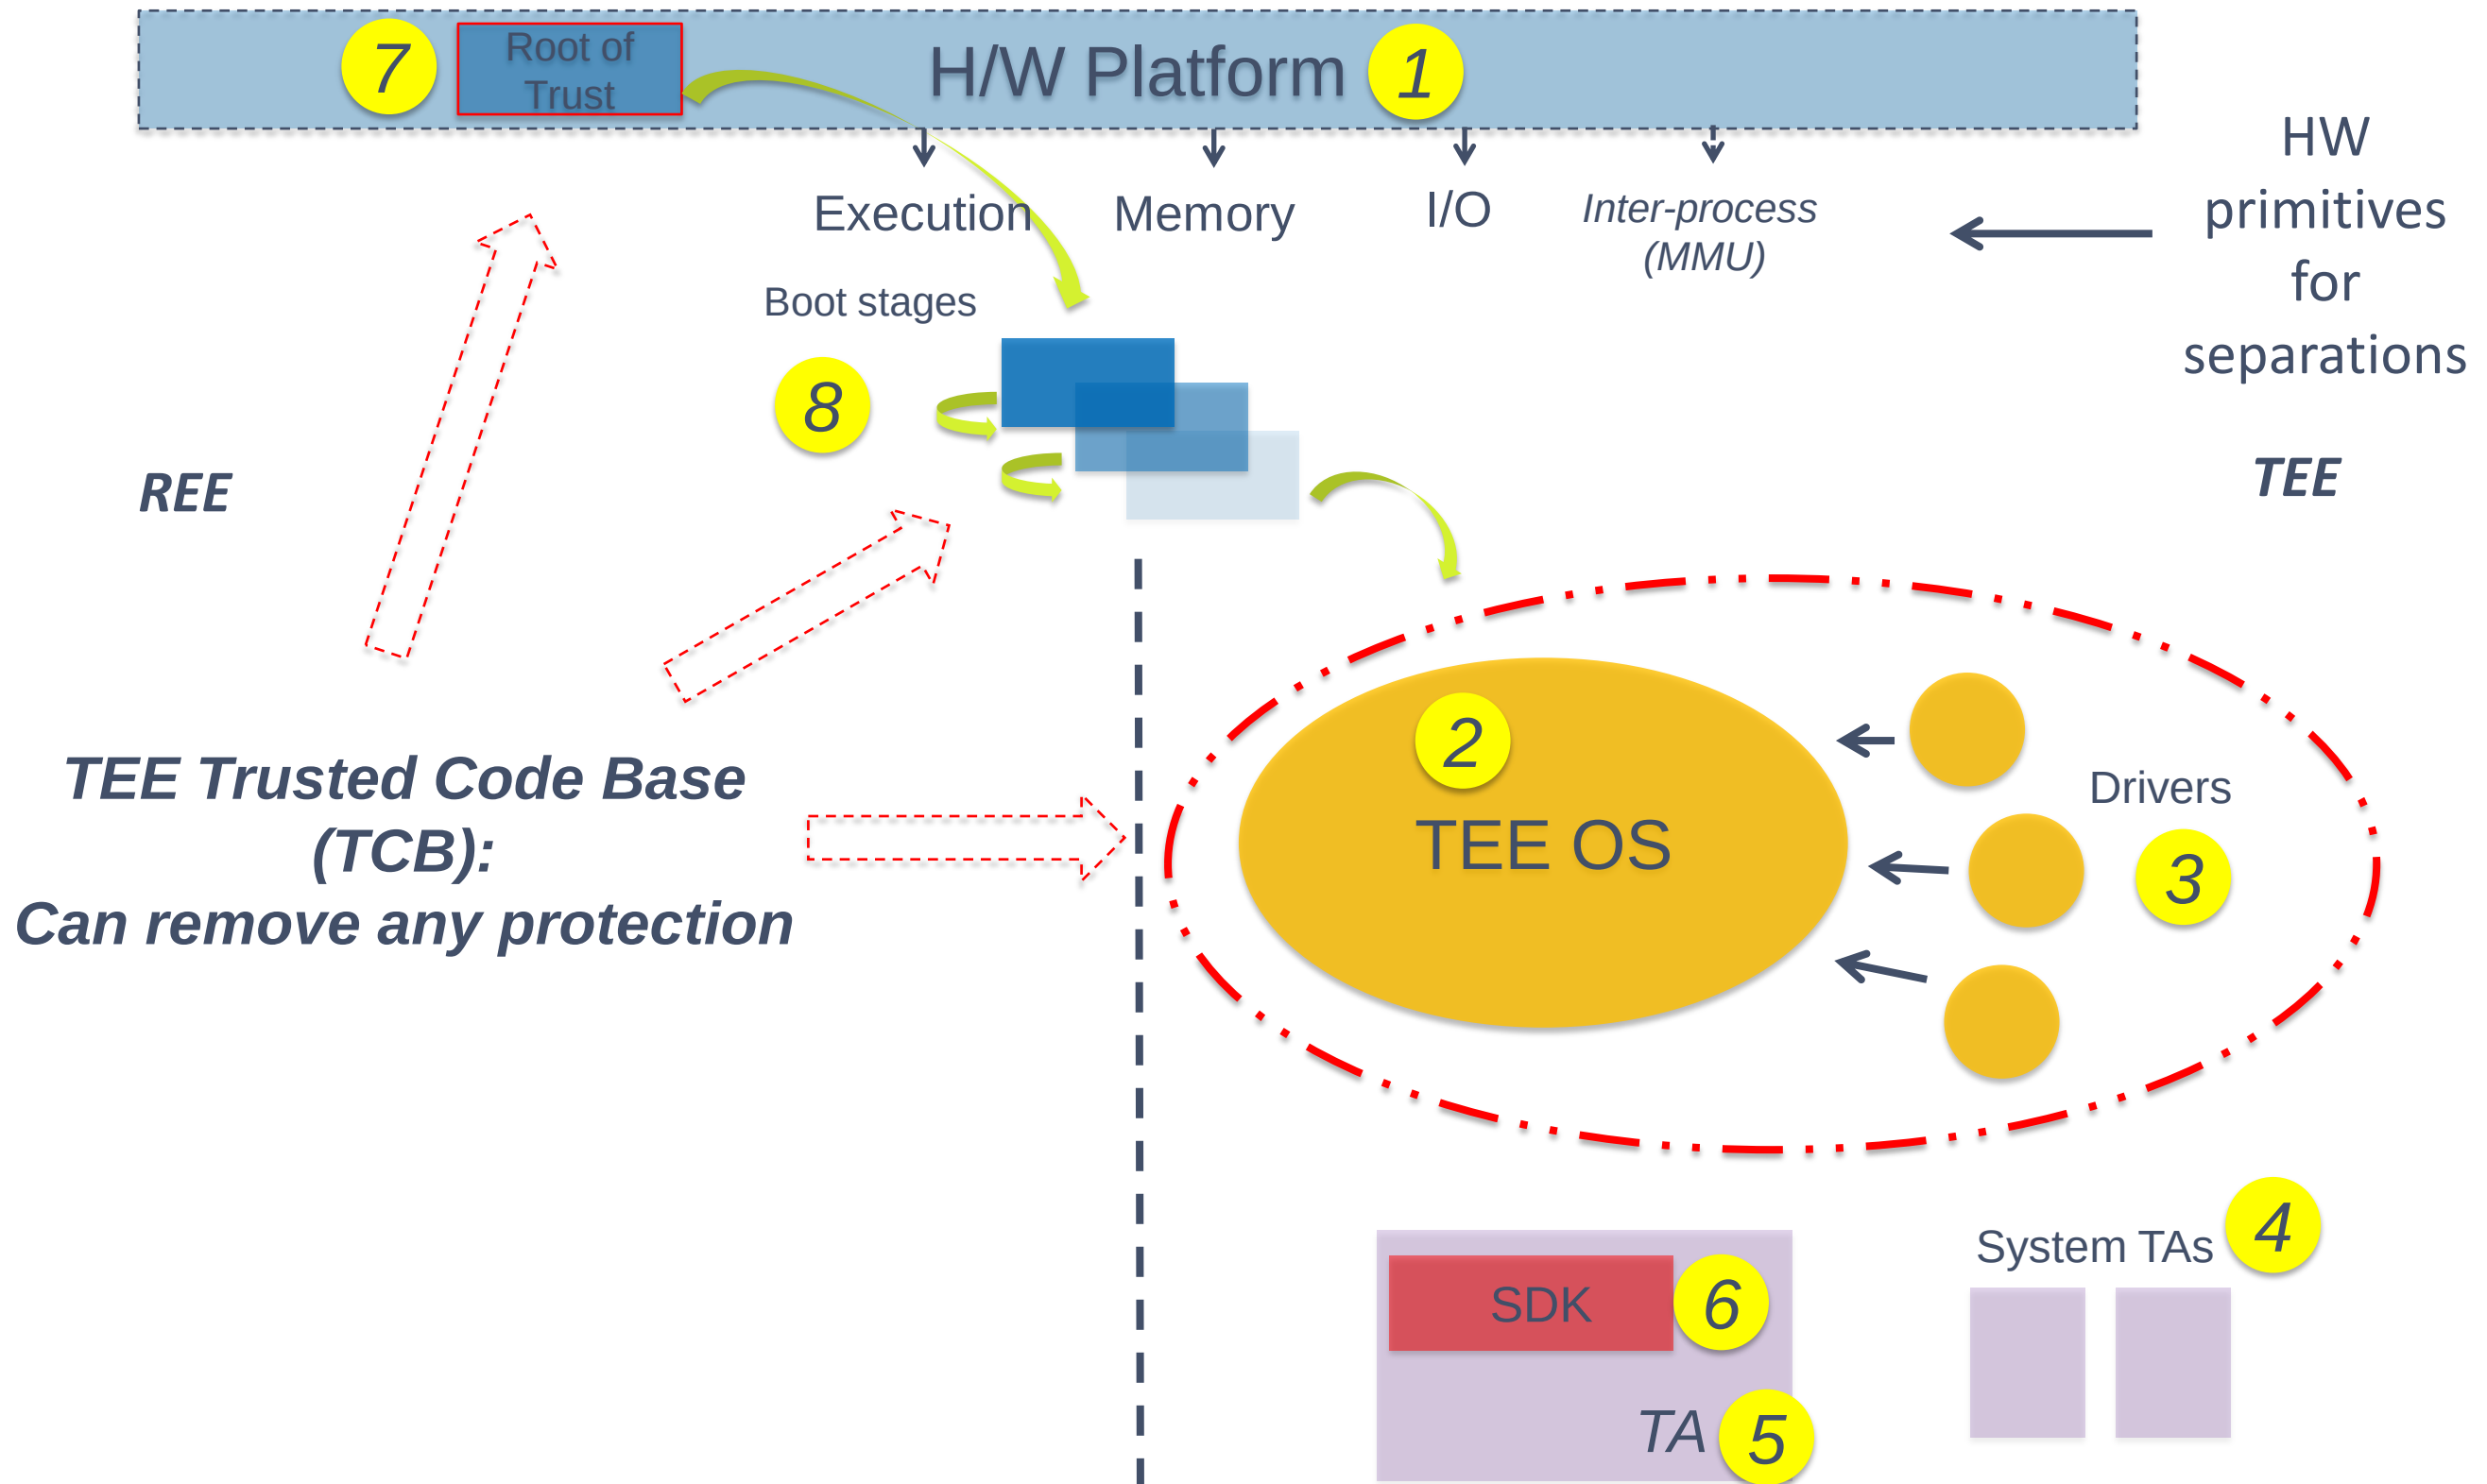 7
Root of
Trust
H/W Platform
1
HW
primitives
for
separations
Execution
Memory
I/O
Inter-process
(MMU)
Boot stages
8
REE
TEE
TEE Trusted Code Base
(TCB):
Can remove any protection
2
TEE OS
Drivers
3
System TAs
4
SDK
6
TA
5